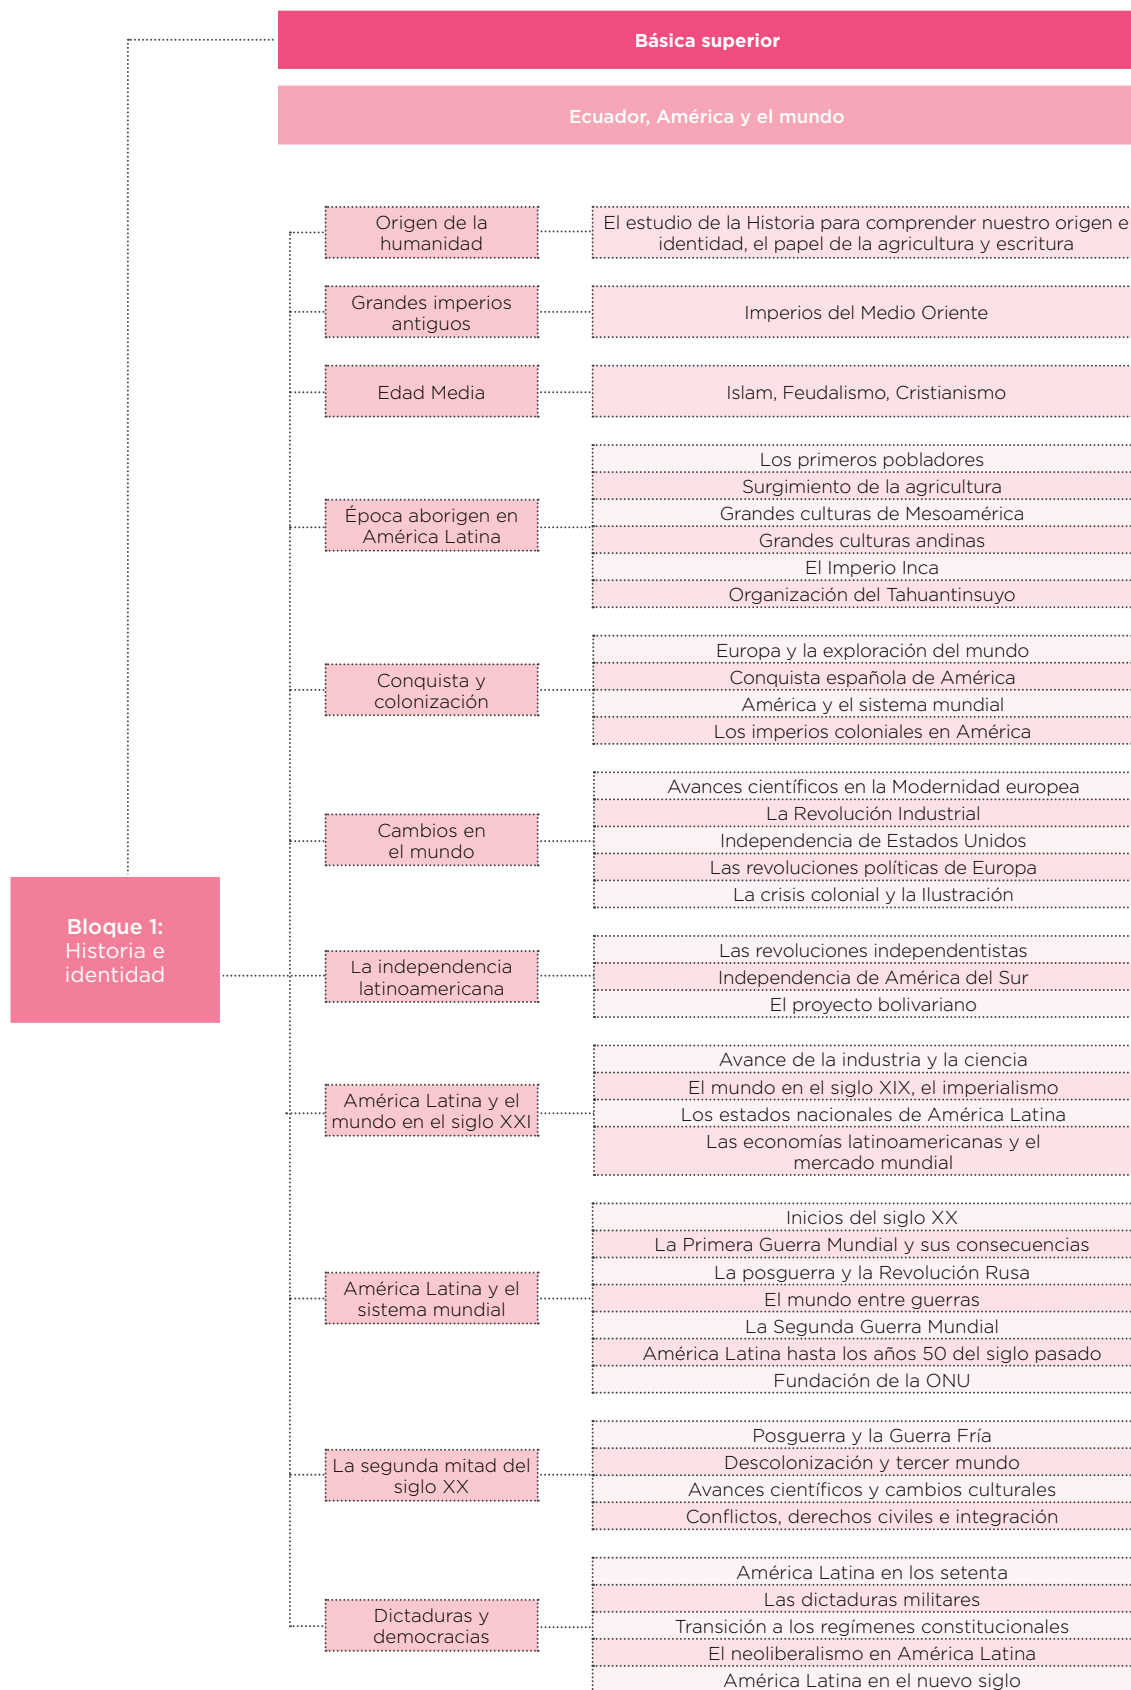 Básica superior
Ecuador, América y el mundo
Bloque 1:
Historia e
identidad
Origen de la
humanidad
El estudio de la Historia para comprender nuestro origen e
identidad, el papel de la agricultura y escritura
Grandes imperios
antiguos
Imperios del Medio Oriente
Edad Media
Islam, Feudalismo, Cristianismo
Época aborigen en
América Latina
Los primeros pobladores
Surgimiento de la agricultura
Grandes culturas de Mesoamérica
Grandes culturas andinas
El Imperio Inca
Organización del Tahuantinsuyo
Conquista y
colonización
Europa y la exploración del mundo
Conquista española de América
América y el sistema mundial
Los imperios coloniales en América
Cambios en
el mundo
Avances científicos en la Modernidad europea
La Revolución Industrial
Independencia de Estados Unidos
Las revoluciones políticas de Europa
La crisis colonial y la Ilustración
La independencia
latinoamericana
Las revoluciones independentistas
Independencia de América del Sur
El proyecto bolivariano
América Latina y el
mundo en el siglo XXI
Avance de la industria y la ciencia
El mundo en el siglo XIX, el imperialismo
Los estados nacionales de América Latina
Las economías latinoamericanas y el
mercado mundial
América Latina y el
sistema mundial
Inicios del siglo XX
La Primera Guerra Mundial y sus consecuencias
La posguerra y la Revolución Rusa
El mundo entre guerras
La Segunda Guerra Mundial
América Latina hasta los años 50 del siglo pasado
Fundación de la ONU
La segunda mitad del
siglo XX
Posguerra y la Guerra Fría
Descolonización y tercer mundo
Avances científicos y cambios culturales
Conflictos, derechos civiles e integración
Dictaduras y
democracias
América Latina en los setenta
Las dictaduras militares
Transición a los regímenes constitucionales
El neoliberalismo en América Latina
América Latina en el nuevo siglo